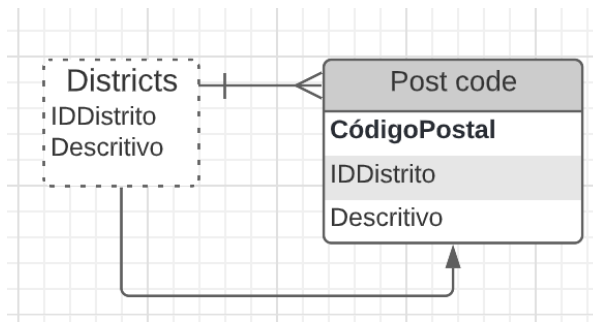 Districts
IDDistrito
Descritivo
Post code
CódigoPostal
IDDistrito
Descritivo